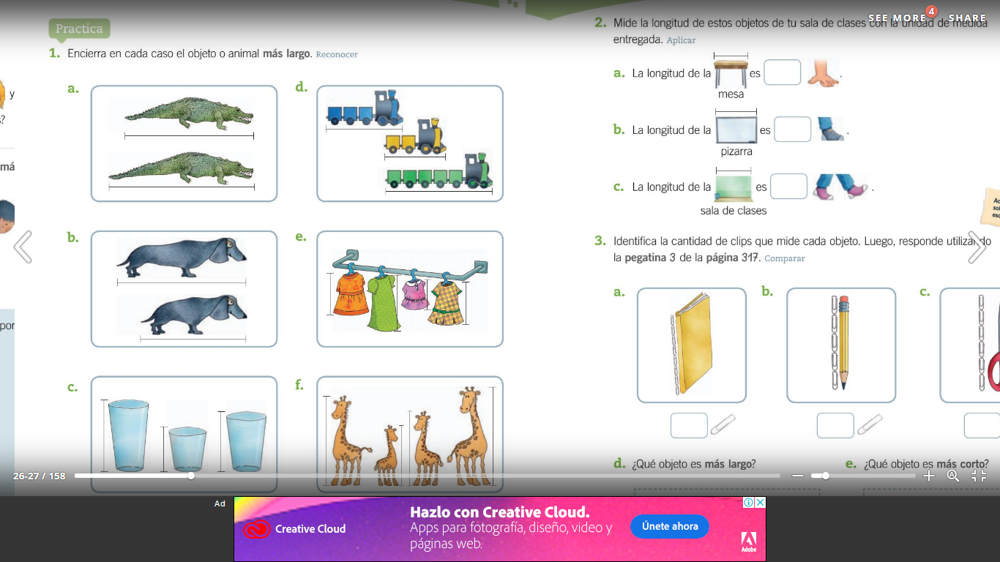 SEE MORE 4 SHARE
Practica
1. Encierra en cada caso el objeto o animal más largo. Reconocer
a.
d.
b.
e.
c.
f.
y
s?
má
por
2. Mide la longitud de estos objetos de tu sala de clases con la unidad de medida
entregada. Aplicar
a. La longitud de la es .
mesa
b. La longitud de la es .
pizarra
c. La longitud de la es .
sala de clases
3. Identifica la cantidad de clips que mide cada objeto. Luego, responde utilizando
la pegatina 3 de la página 317. Comparar
a.
b.
c.
d. ¿Qué objeto es más largo?
e. ¿Qué objeto es más corto?
26-27 / 158
Ad
Creative Cloud
Hazlo con Creative Cloud.
Apps para fotografía, diseño, video y
páginas web.
Únete ahora
Adobe